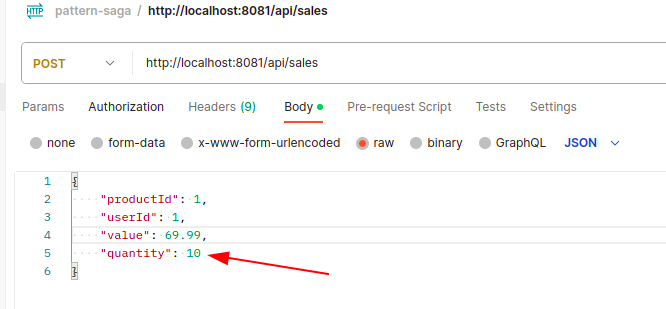 HTTP pattern-saga / http://localhost:8081/api/sales
POST http://localhost:8081/api/sales
Params Authorization Headers (9) Body Pre-request Script Tests Settings
none form-data x-www-form-urlencoded raw binary GraphQL JSON
1 {
2 "productId": 1,
3 "userId": 1,
4 "value": 69.99,
5 "quantity": 10
6 }